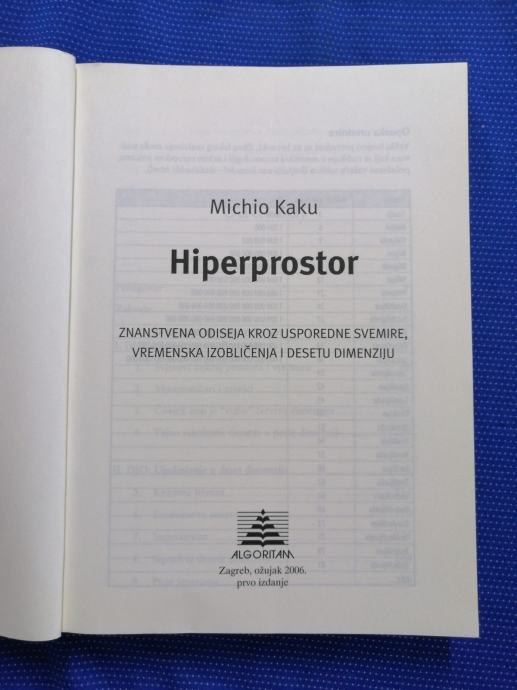 Michio Kaku
Hiperprostor
ZNANSTVENA ODISEJA KROZ USPOREDNE SVEMIRE,
VREMENSKA IZOBLIČENJA I DESETU DIMENZIJU
ALGORITAM
Zagreb, ožujak 2006.
prvo izdanje